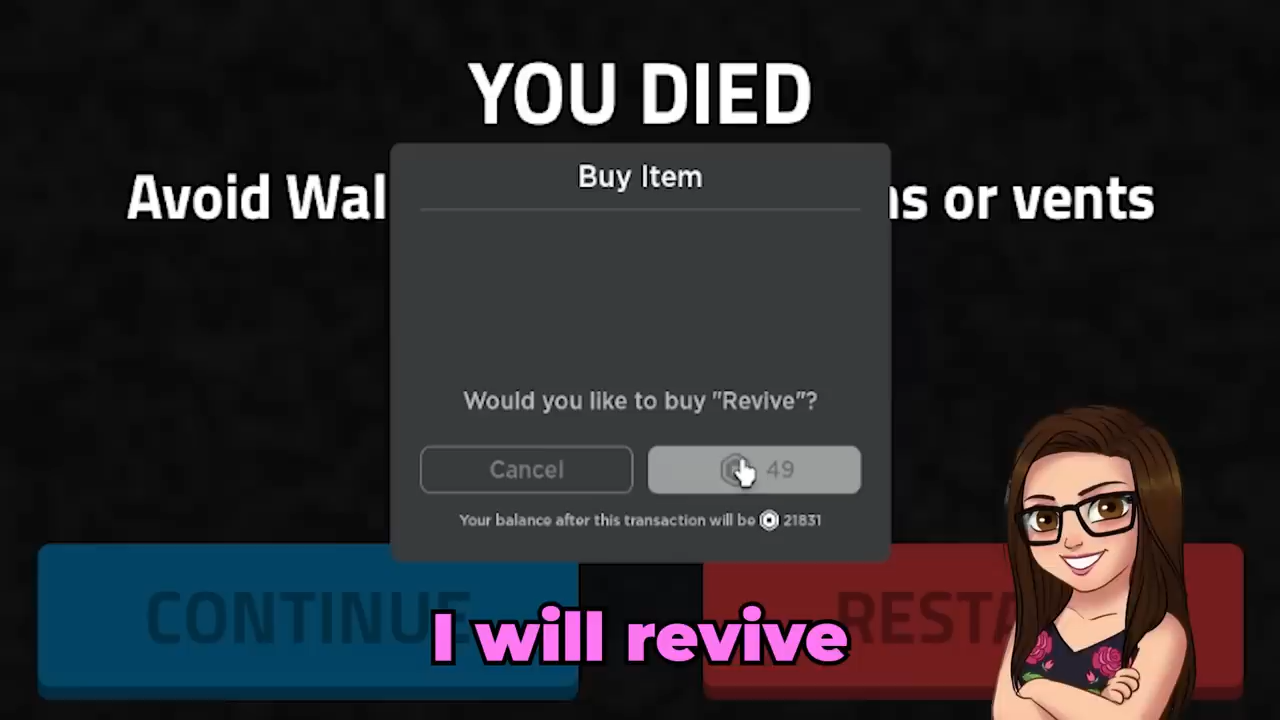 YOU DIED
Buy Item
Avoid Wal
s or vents
Would you like to buy "Revive"?
Cancel
49
Your balance after this transaction will be 21831
CONTINUE
RESTA
I will revive